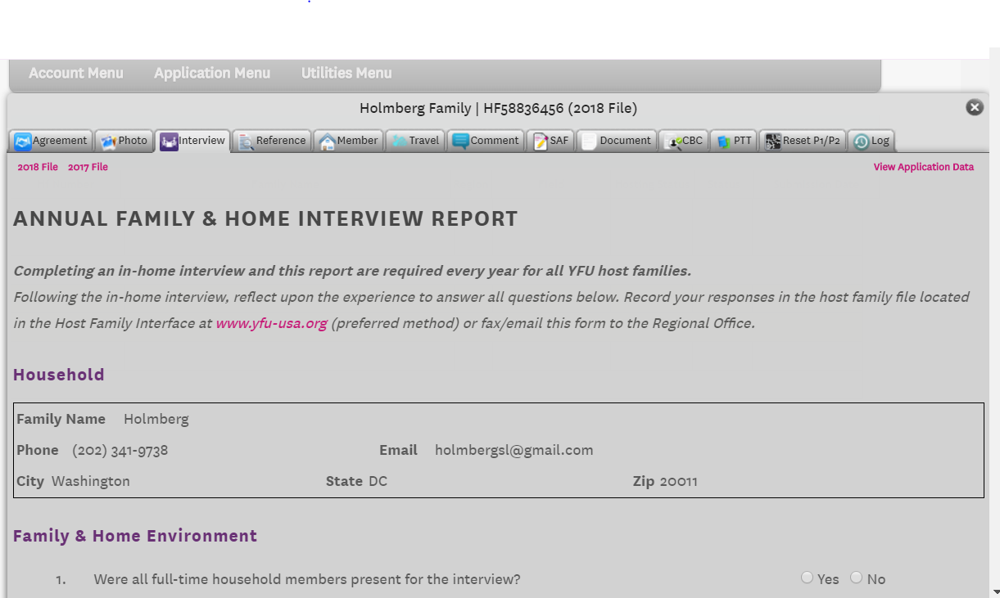 Account Menu Application Menu Utilities Menu
Holmberg Family | HF58836456 (2018 File)
Agreement Photo Interview Reference Member Travel Comment SAF Document CBC PTT Reset P1/P2 Log
2018 File 2017 File View Application Data
ANNUAL FAMILY & HOME INTERVIEW REPORT
Completing an in-home interview and this report are required every year for all YFU host families.
Following the in-home interview, reflect upon the experience to answer all questions below. Record your responses in the host family file located
in the Host Family Interface at www.yfu-usa.org (preferred method) or fax/email this form to the Regional Office.
Household
Family Name Holmberg
Phone (202) 341-9738 Email holmbergsl@gmail.com
City Washington State DC Zip 20011
Family & Home Environment
1. Were all full-time household members present for the interview? Yes No